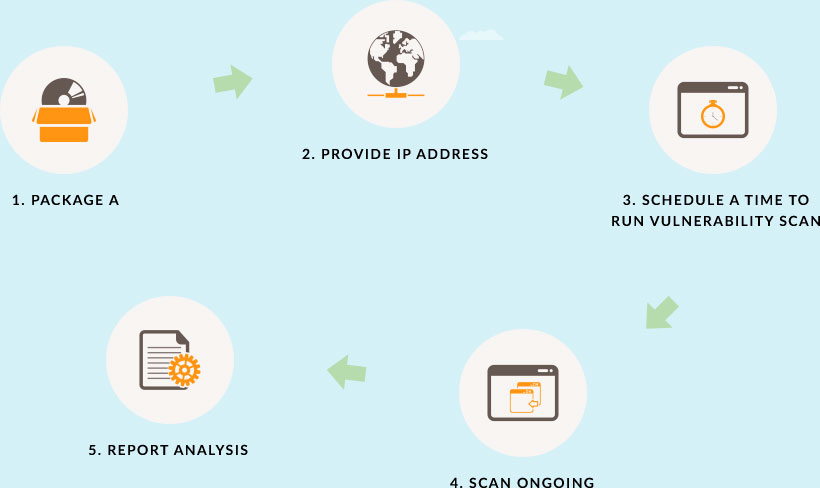 1. PACKAGE A
2. PROVIDE IP ADDRESS
3. SCHEDULE A TIME TO
RUN VULNERABILITY SCAN
4. SCAN ONGOING
5. REPORT ANALYSIS